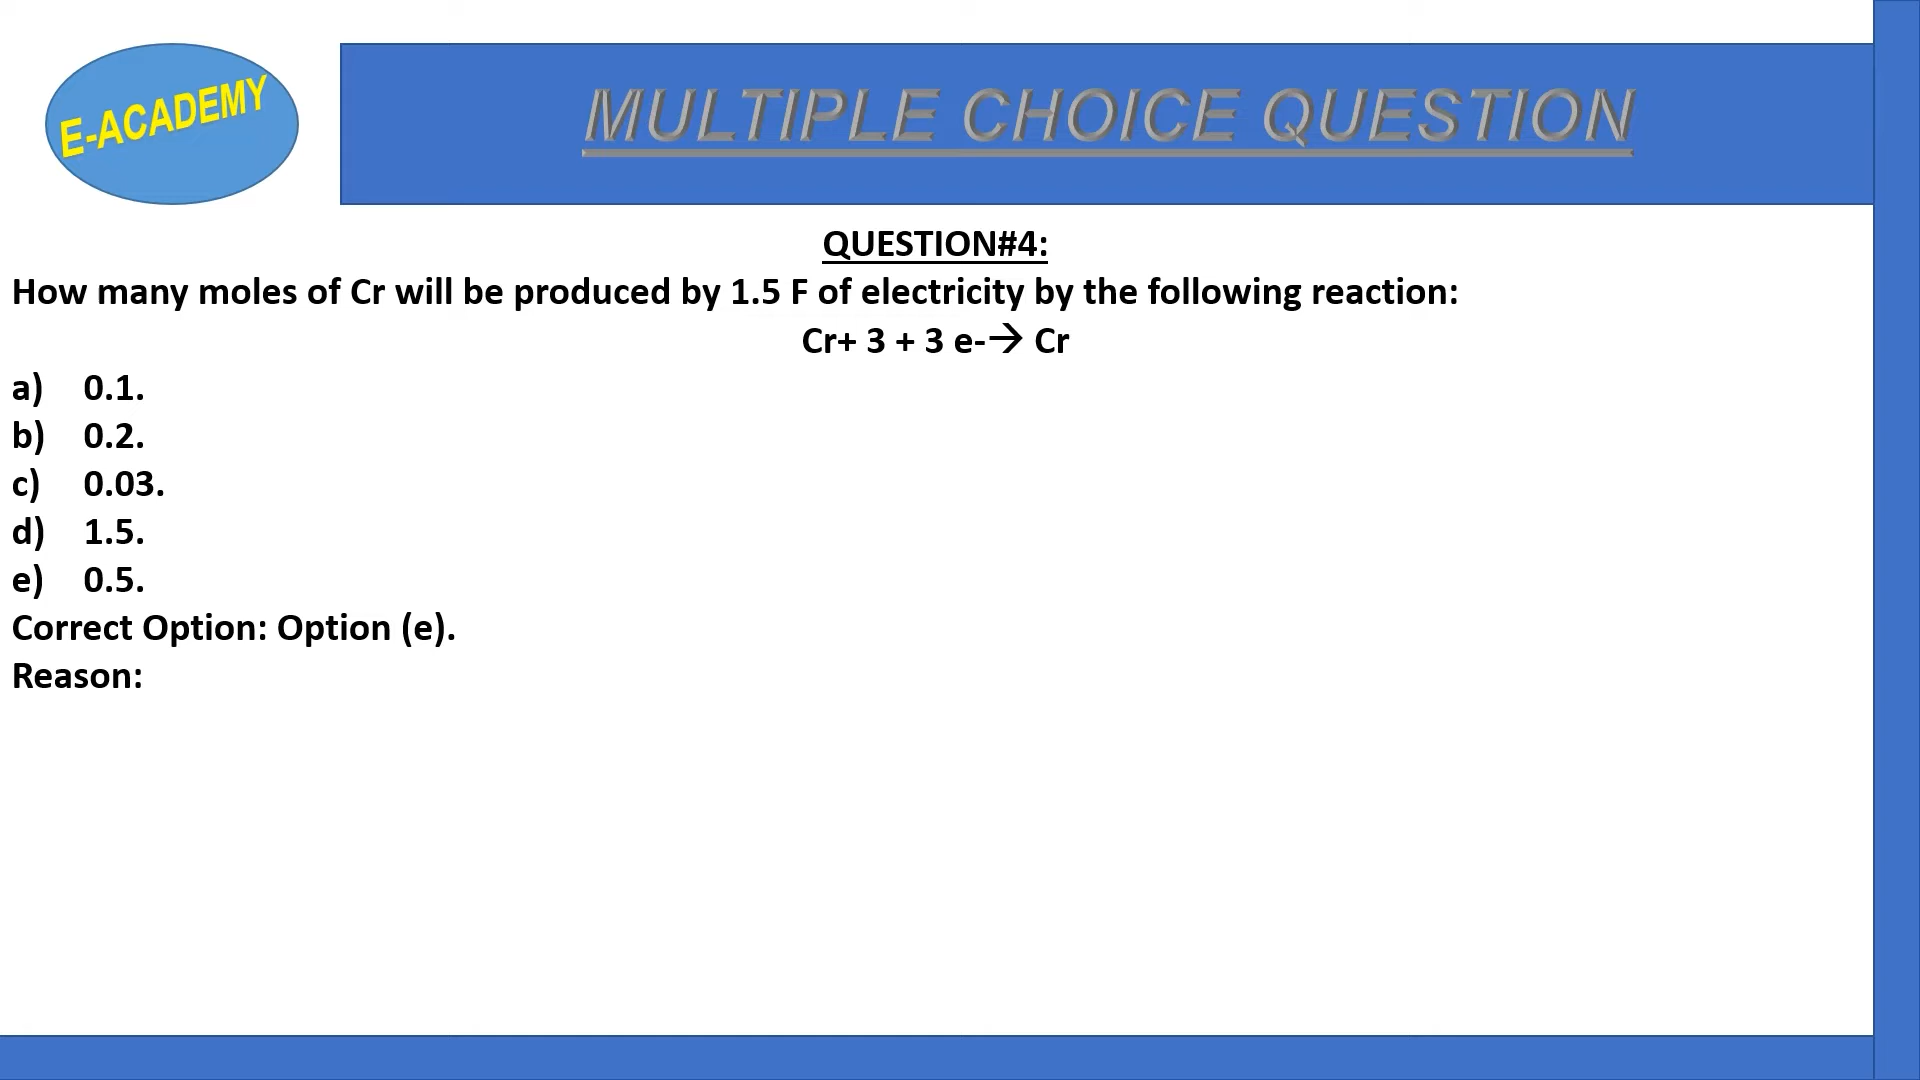 E-ACADEMY
MULTIPLE CHOICE QUESTION
QUESTION#4:
How many moles of Cr will be produced by 1.5 F of electricity by the following reaction:
Cr+ 3 + 3 e-→ Cr
a) 0.1.
b) 0.2.
c) 0.03.
d) 1.5.
e) 0.5.
Correct Option: Option (e).
Reason: